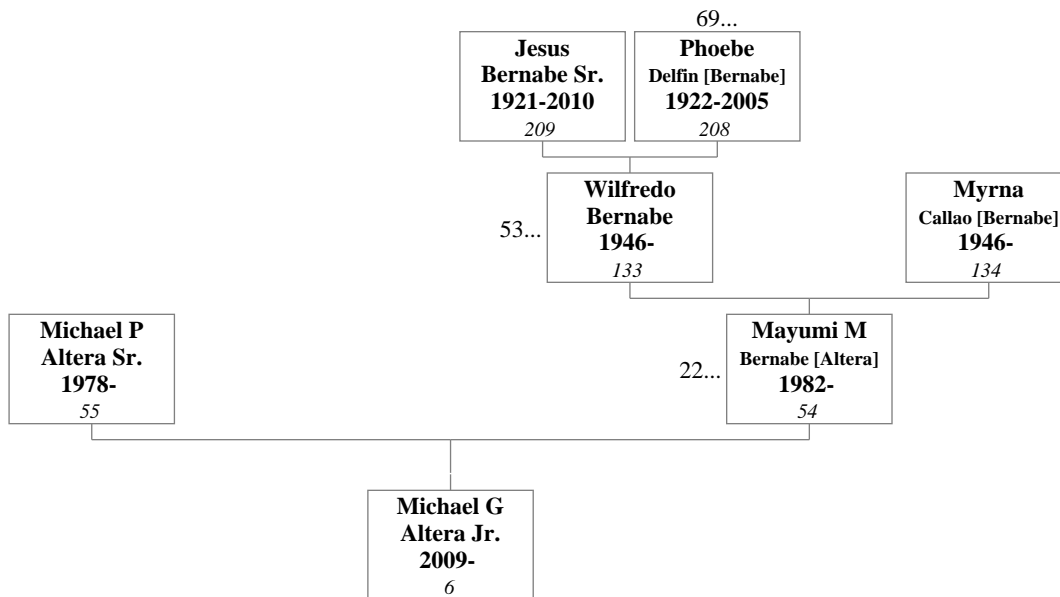 69...
Jesus
Bernabe Sr.
1921-2010
209
Phoebe
Delfin [Bernabe]
1922-2005
208
53...
Wilfredo
Bernabe
1946-
133
Myrna
Callao [Bernabe]
1946-
134
Michael P
Altera Sr.
1978-
55
22...
Mayumi M
Bernabe [Altera]
1982-
54
Michael G
Altera Jr.
2009-
6